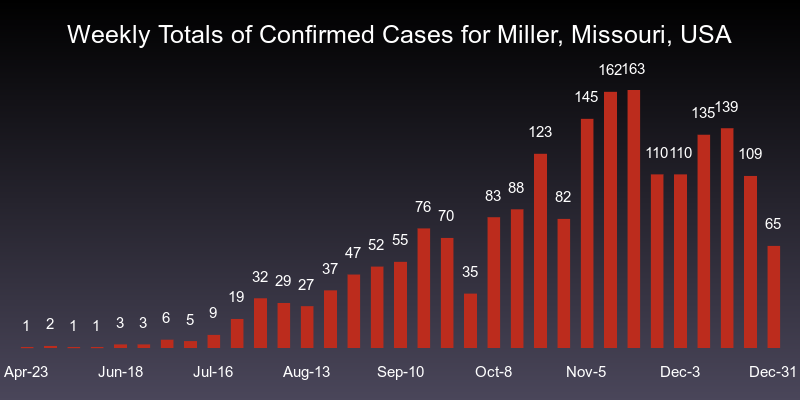 Weekly Totals of Confirmed Cases for Miller, Missouri, USA
1 2 1 1 3 3 6 5 9 19 32 29 27 37 47 52 55 76 70 35 83 88 123 82 145 162 163 110 110 135 139 109 65
Apr-23 Jun-18 Jul-16 Aug-13 Sep-10 Oct-8 Nov-5 Dec-3 Dec-31